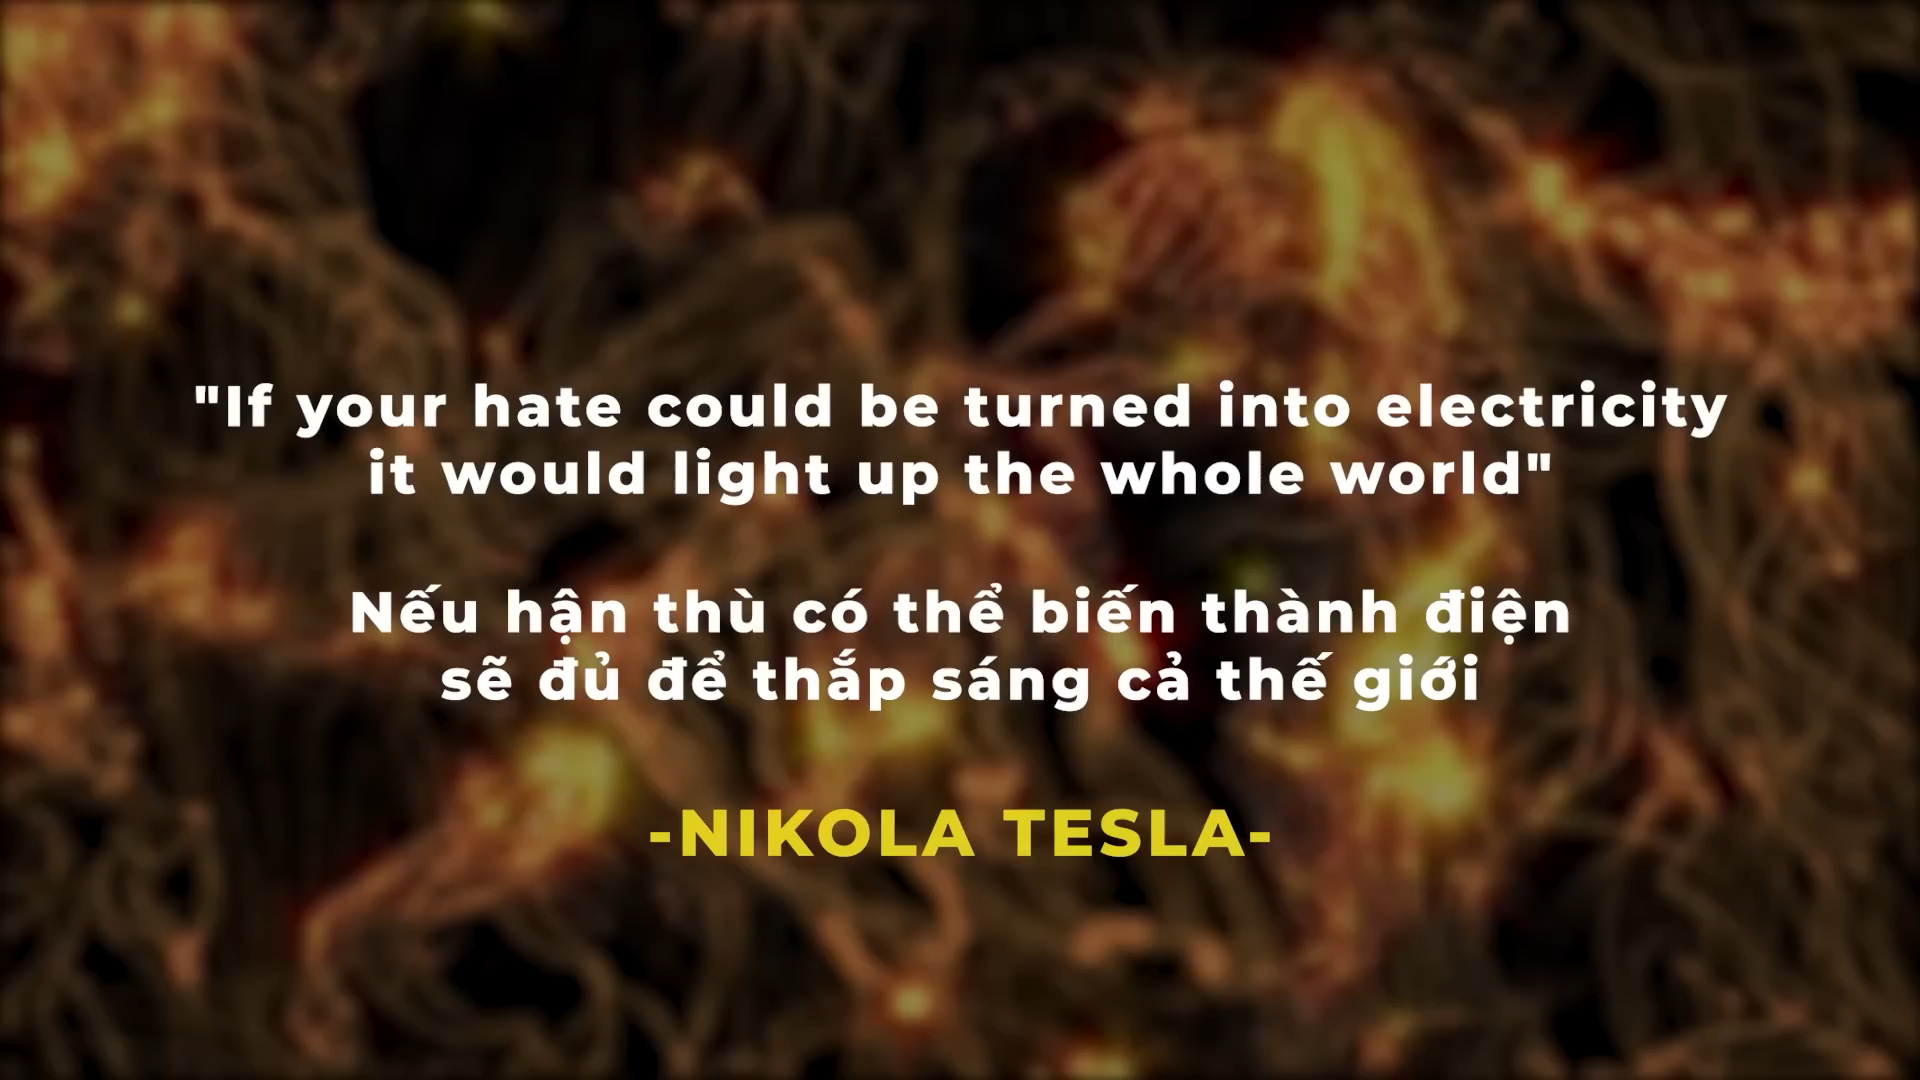 "If your hate could be turned into electricity
it would light up the whole world"
Nếu hận thù có thể biến thành điện
sẽ đủ để thắp sáng cả thế giới
-NIKOLA TESLA-